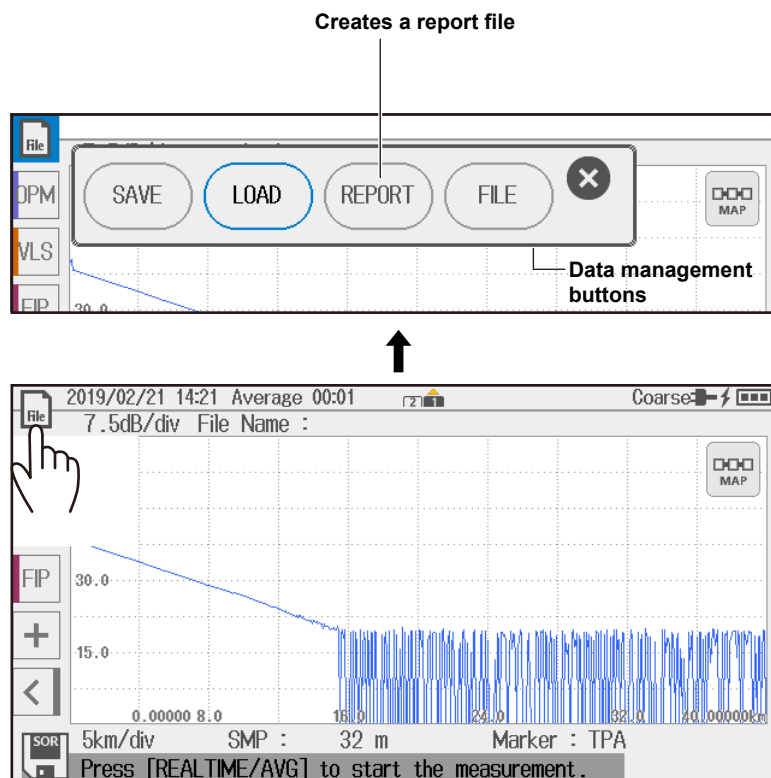 Creates a report file
File
SAVE LOAD REPORT FILE
OPM
MAP
VLS
Data management
buttons
FIP 30.0
2019/02/21 14:21 Average 00:01 2 1 Coarse
File
7.5dB/div File Name :
MAP
FIP
30.0
15.0
0.00000 8.0 16.0 24.0 32.0 40.00000km
SOR
5km/div SMP : 32 m Marker : TPA
Press [REALTIME/AVG] to start the measurement.